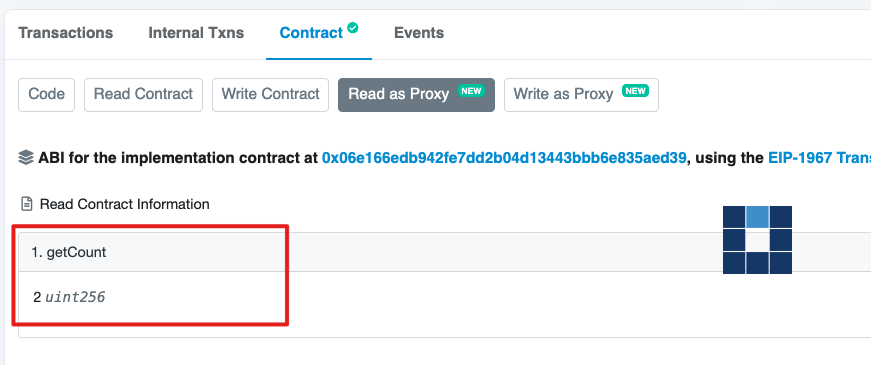 Transactions Internal Txns Contract Events
Code Read Contract Write Contract Read as Proxy NEW Write as Proxy NEW
ABI for the implementation contract at 0x06e166edb942fe7dd2b04d13443bbb6e835aed39, using the EIP-1967 Trans
Read Contract Information
1. getCount
2 uint256